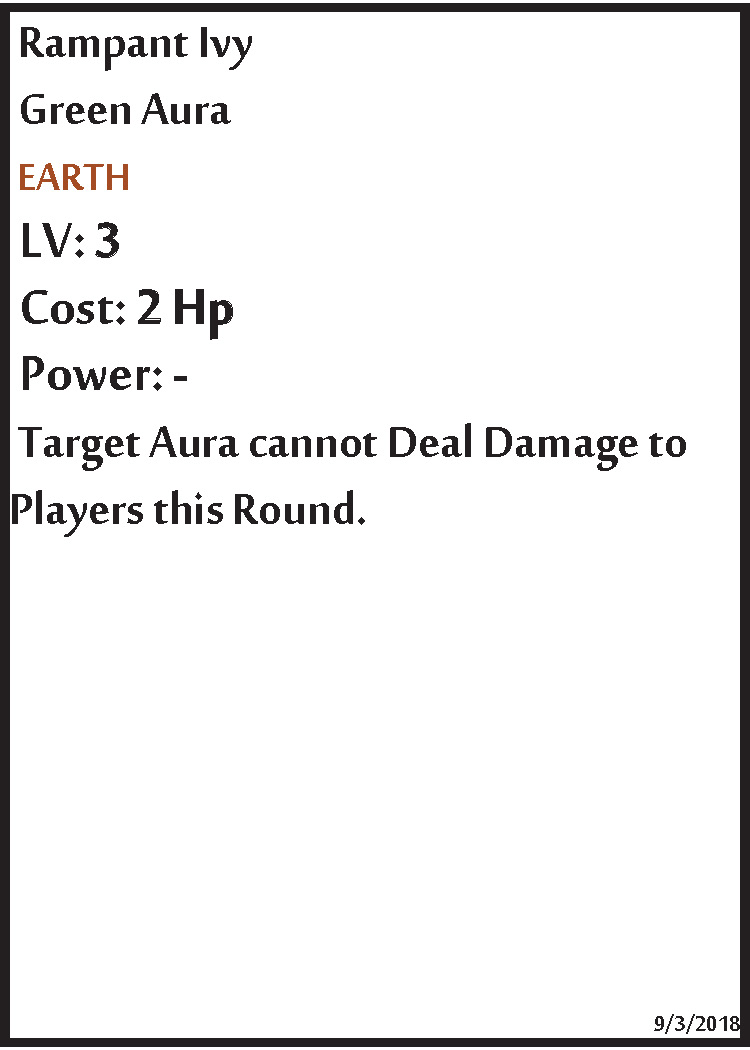 Rampant Ivy
Green Aura
EARTH
LV: 3
Cost: 2 Hp
Power: -
Target Aura cannot Deal Damage to
Players this Round.
9/3/2018